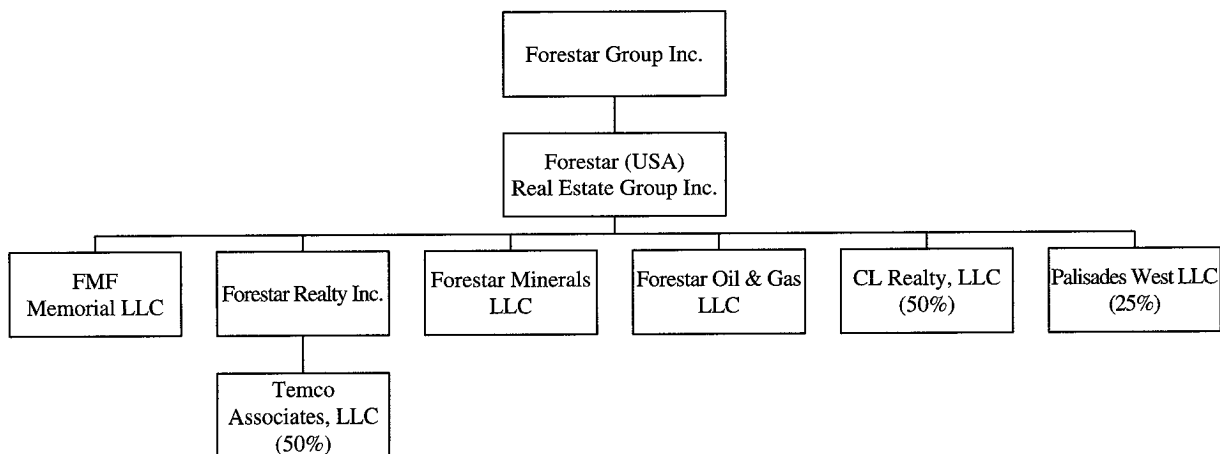 Forestar Group Inc.
Forestar (USA)
Real Estate Group Inc.
FMF
Memorial LLC
Forestar Realty Inc.
Forestar Minerals
LLC
Forestar Oil & Gas
LLC
CL Realty, LLC
(50%)
Palisades West LLC
(25%)
Temco
Associates, LLC
(50%)